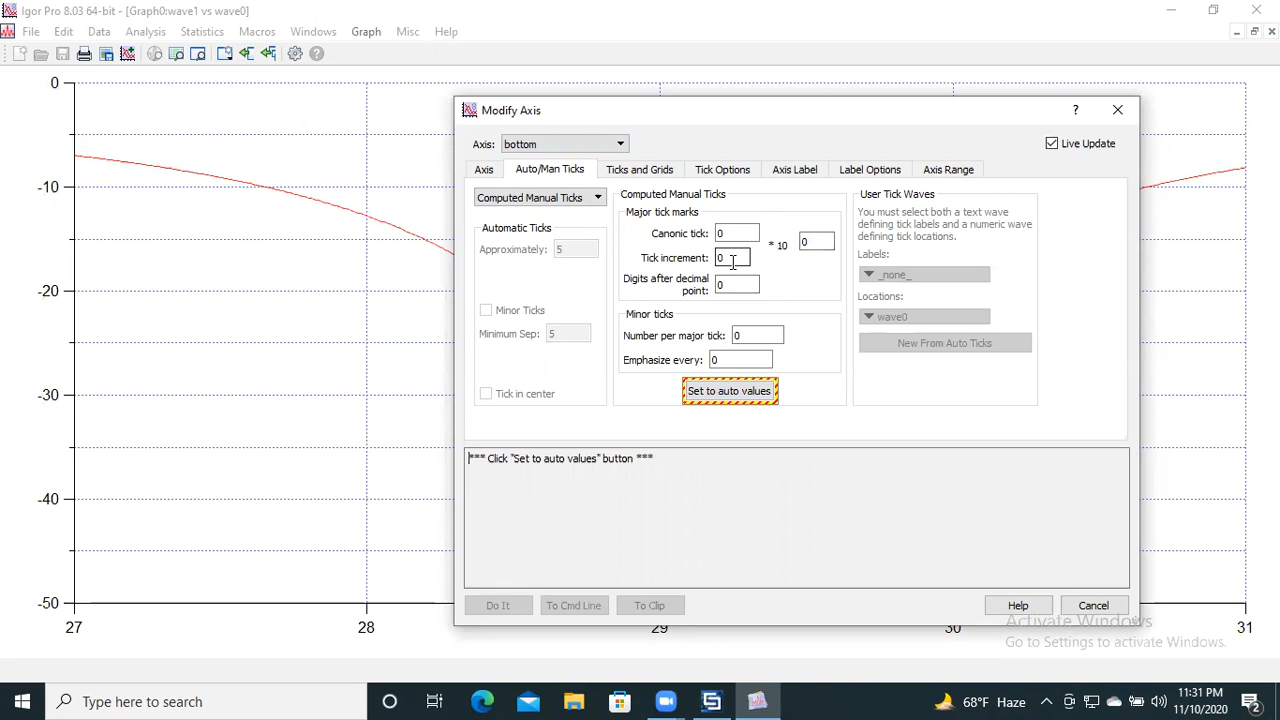 Igor Pro 8.03 64-bit - [Graph0:wave1 vs wave0]
File Edit Data Analysis Statistics Macros Windows Graph Misc Help
0
-10
-20
-30
-40
-50
27 28 29 30 31
Modify Axis
Axis: bottom
Live Update
Axis Auto/Man Ticks Ticks and Grids Tick Options Axis Label Label Options Axis Range
Computed Manual Ticks
Automatic Ticks
Approximately: 5
Minor Ticks
Minimum Sep: 5
Tick in center
Computed Manual Ticks
Major tick marks
Canonic tick: 0
* 10 0
Tick increment: 0
Digits after decimal
point: 0
Minor ticks
Number per major tick: 0
Emphasize every: 0
Set to auto values
User Tick Waves
You must select both a text wave
defining tick labels and a numeric wave
defining tick locations.
Labels:
_none_
Locations:
wave0
New From Auto Ticks
*** Click "Set to auto values" button ***
Do It To Cmd Line To Clip Help Cancel
Activate Windows
Go to Settings to activate Windows.
Type here to search
68°F Haze
11:31 PM
11/10/2020
2